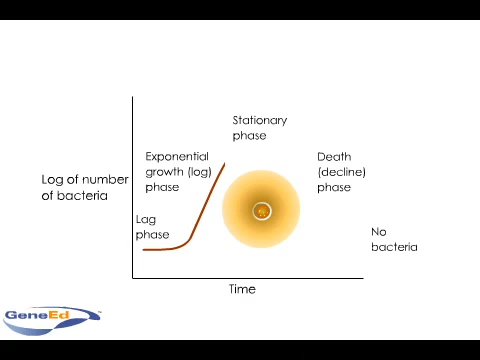 Stationary
phase
Exponential
growth (log)
phase
Death
(decline)
phase
Log of number
of bacteria
Lag
phase
No
bacteria
Time
GeneEd™